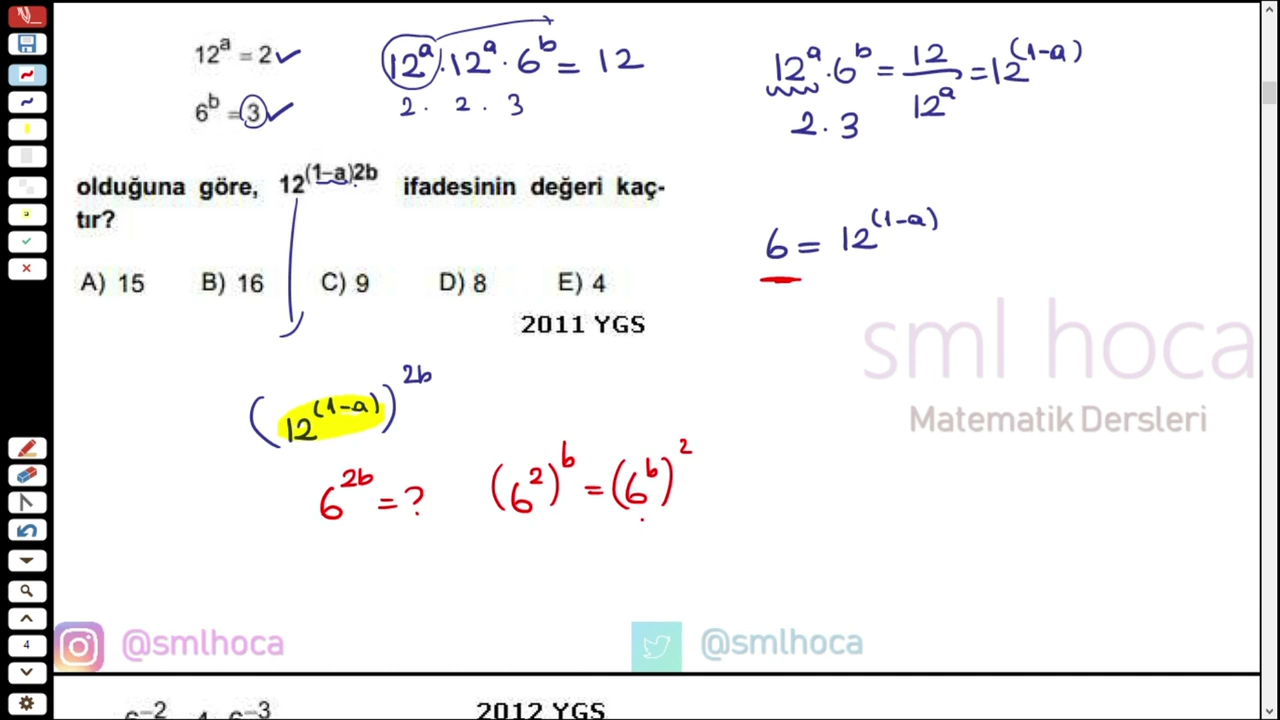 12^a = 2 ✓
6^b = 3 ✓
12^a . 12^a . 6^b = 12
2 . 2 . 3
12^a . 6^b = 12/12^a = 12^(1-a)
2 . 3
olduğuna göre, 12^(1-a)2b ifadesinin değeri kaç-
tır?
6 = 12^(1-a)
A) 15 B) 16 C) 9 D) 8 E) 4
2011 YGS
sml hoca
Matematik Dersleri
(12^(1-a))^2b
6^2b = ? (6^2)^b = (6^b)^2
@smlhoca @smlhoca
4
2012 YGS